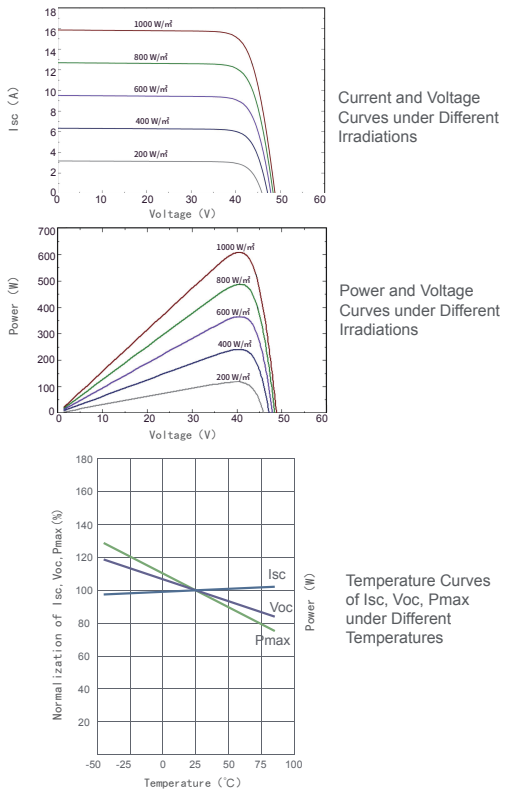 18
16
14
12
10
8
6
4
2
0
Isc (A)
1000 W/㎡
800 W/㎡
600 W/㎡
400 W/㎡
200 W/㎡
0 10 20 30 40 50 60
Voltage (V)
Current and Voltage
Curves under Different
Irradiations
700
600
500
400
300
200
100
0
Power (W)
1000 W/㎡
800 W/㎡
600 W/㎡
400 W/㎡
200 W/㎡
10 20 30 40 50 60
Voltage (V)
Power and Voltage
Curves under Different
Irradiations
180
160
140
120
100
80
60
40
20
Normalization of Isc, Voc, Pmax (%)
Isc
Voc
Pmax
Power (W)
-50 -25 0 25 50 75 100
Temperature (℃)
Temperature Curves
of Isc, Voc, Pmax
under Different
Temperatures